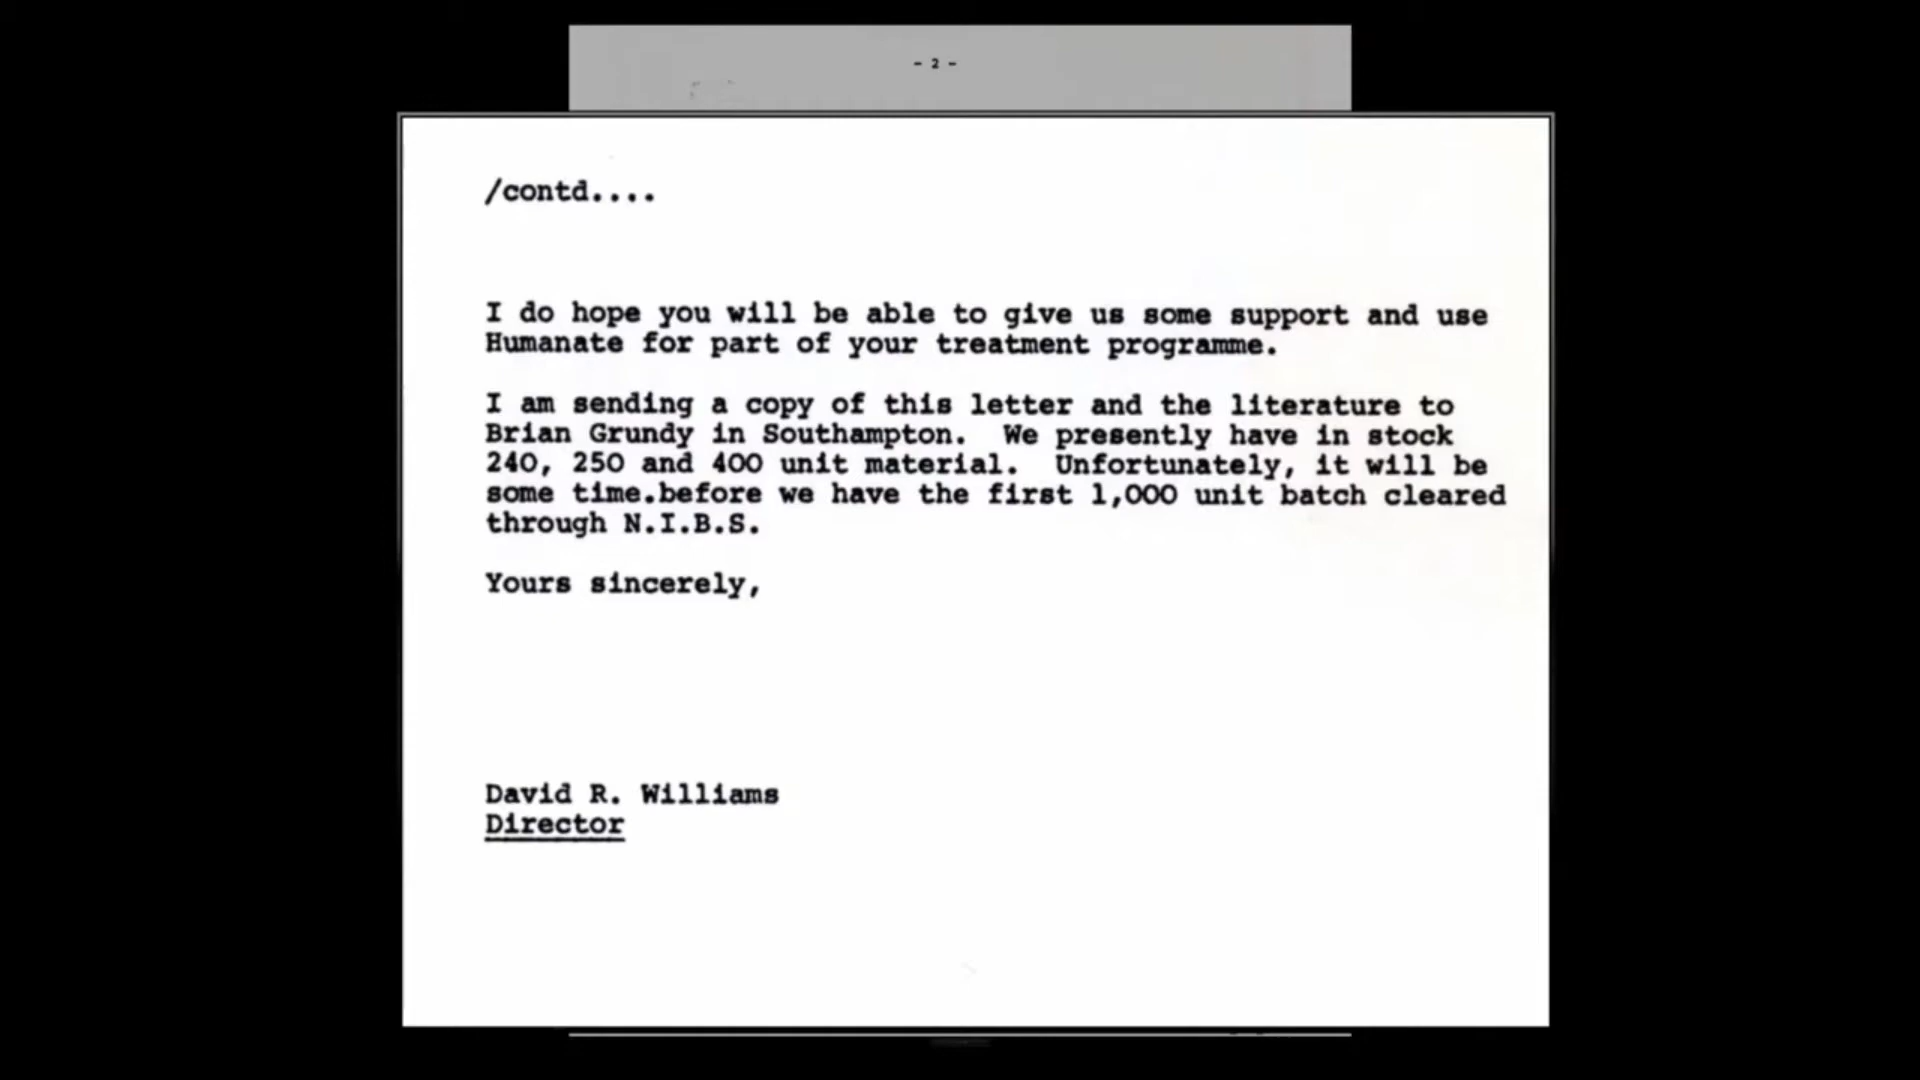 - 2 -
/contd....
I do hope you will be able to give us some support and use
Humanate for part of your treatment programme.
I am sending a copy of this letter and the literature to
Brian Grundy in Southampton. We presently have in stock
240, 250 and 400 unit material. Unfortunately, it will be
some time.before we have the first 1,000 unit batch cleared
through N.I.B.S.
Yours sincerely,
David R. Williams
Director